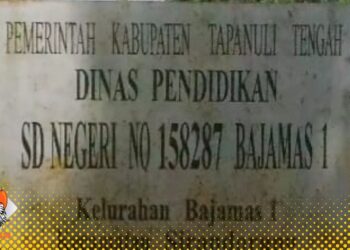 PEMERINTAH KABUPATEN TAPANULI TENGAH
DINAS PENDIDIKAN
SD NEGERI NO 158287 BAJAMAS 1
Kelurahan Bajamas 1